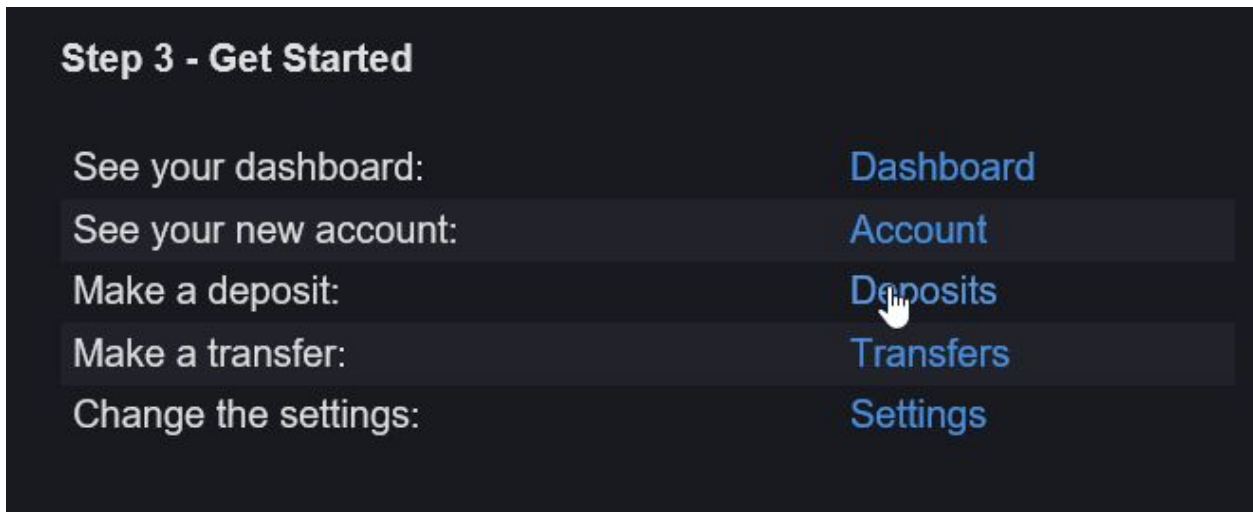 Step 3 - Get Started
See your dashboard: Dashboard
See your new account: Account
Make a deposit: Deposits
Make a transfer: Transfers
Change the settings: Settings